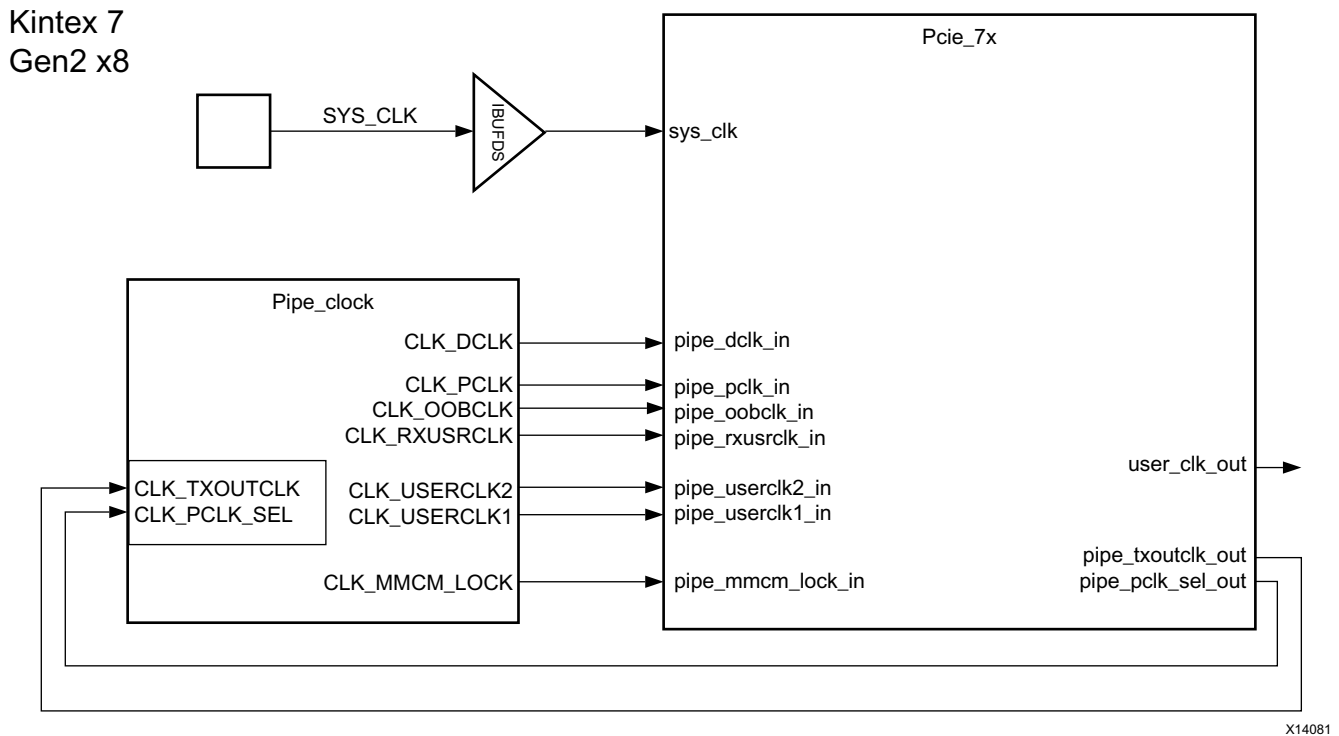 Kintex 7
Gen2 x8
Pcie_7x
SYS_CLK
IBUFDS
sys_clk
Pipe_clock
CLK_DCLK
pipe_dclk_in
CLK_PCLK
pipe_pclk_in
CLK_OOBCLK
pipe_oobclk_in
CLK_RXUSRCLK
pipe_rxusrclk_in
user_clk_out
CLK_TXOUTCLK
CLK_USERCLK2
pipe_userclk2_in
CLK_PCLK_SEL
CLK_USERCLK1
pipe_userclk1_in
pipe_txoutclk_out
CLK_MMCM_LOCK
pipe_mmcm_lock_in
pipe_pclk_sel_out
X14081